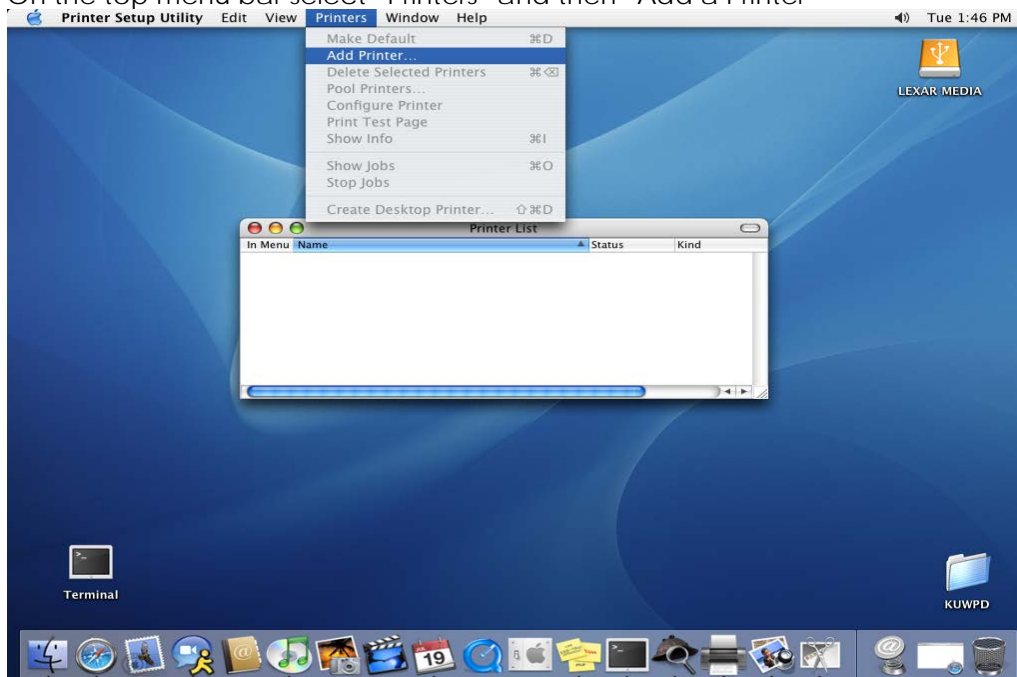 On the top menu bar select "Printers" and then "Add a Printer"
Printer Setup Utility Edit View Printers Window Help
Tue 1:46 PM
Make Default ⌘D
Add Printer...
Delete Selected Printers ⌘⌫
Pool Printers...
Configure Printer
Print Test Page
Show Info ⌘I
Show Jobs ⌘O
Stop Jobs
Create Desktop Printer... ⇧⌘D
LEXAR MEDIA
Printer List
In Menu Name Status Kind
Terminal
KUWPD
19